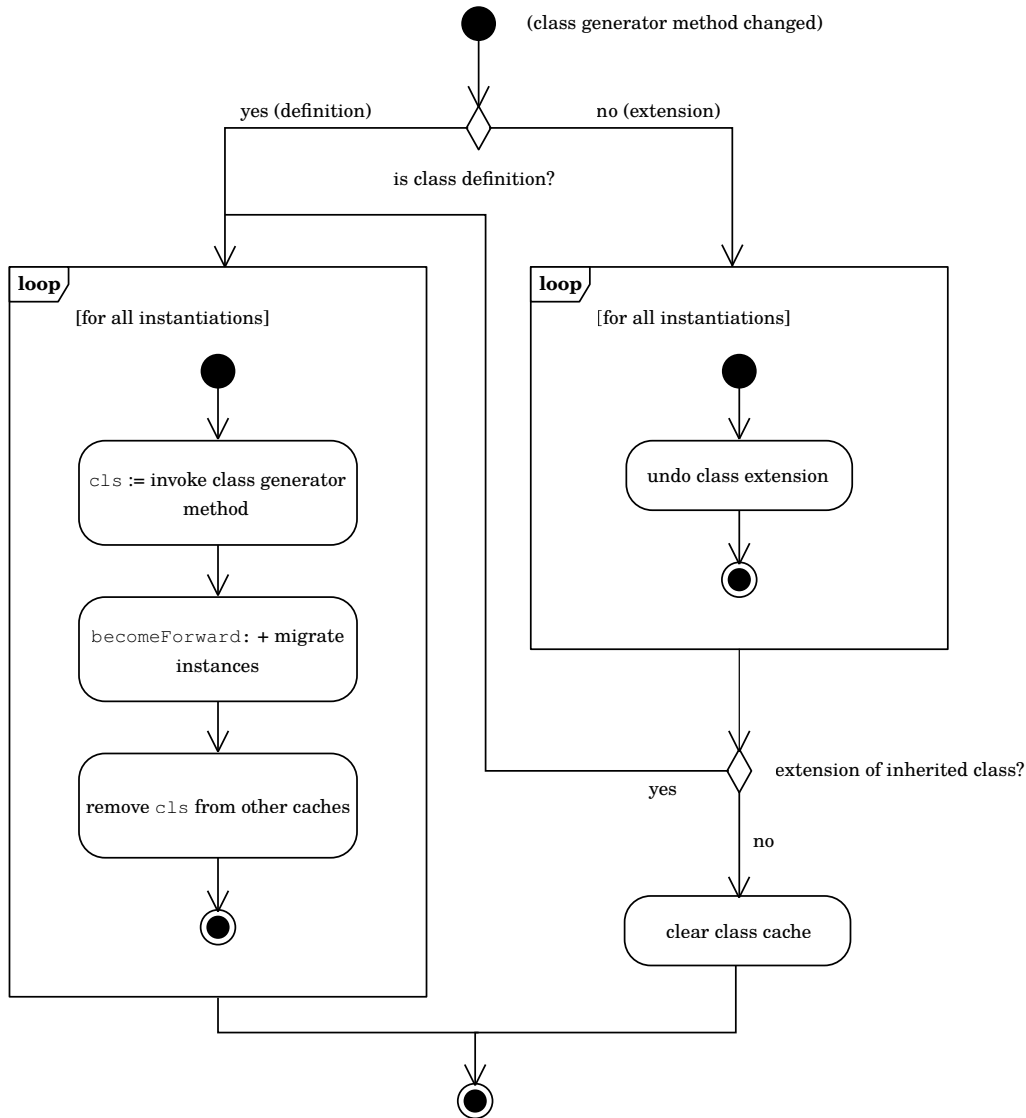 (class generator method changed)
yes (definition)
no (extension)
is class definition?
loop
[for all instantiations]
cls := invoke class generator
method
becomeForward: + migrate
instances
remove cls from other caches
loop
[for all instantiations]
undo class extension
extension of inherited class?
yes
no
clear class cache